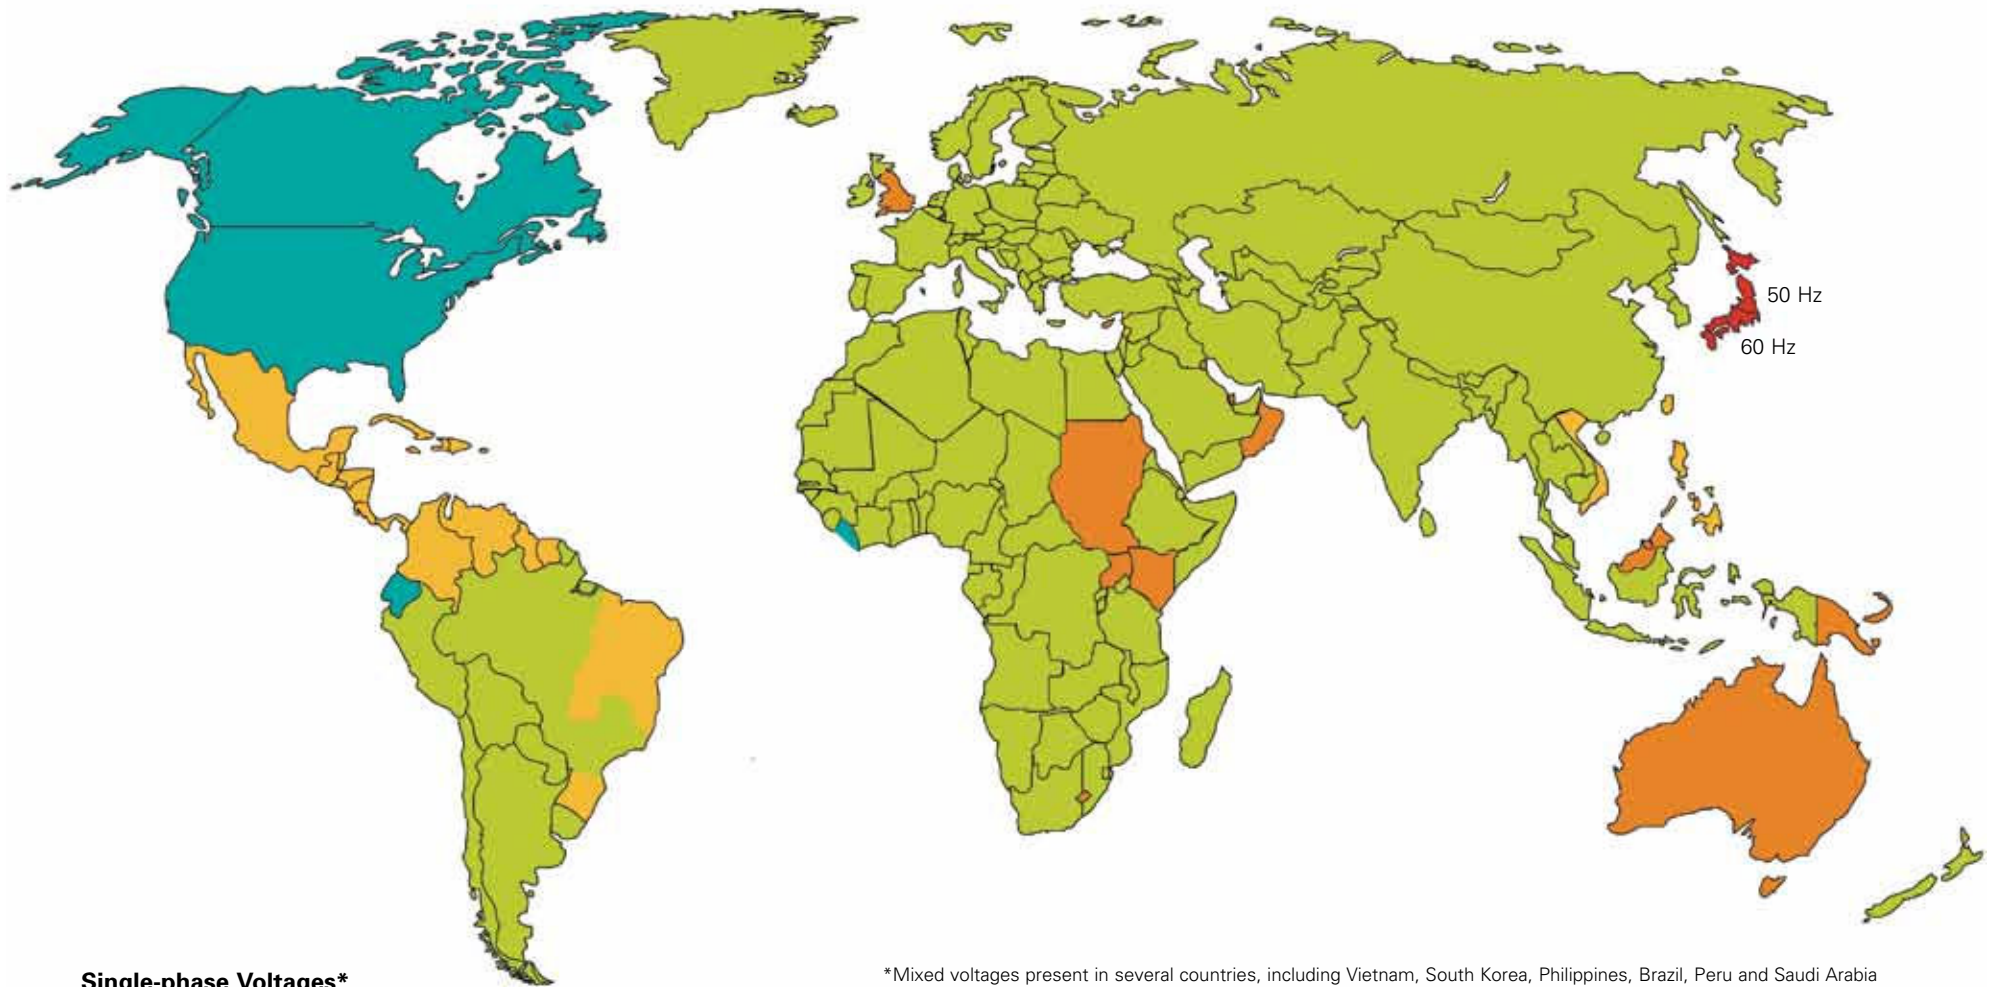 50 Hz
60 Hz
Single-phase Voltages*
*Mixed voltages present in several countries, including Vietnam, South Korea, Philippines, Brazil, Peru and Saudi Arabia